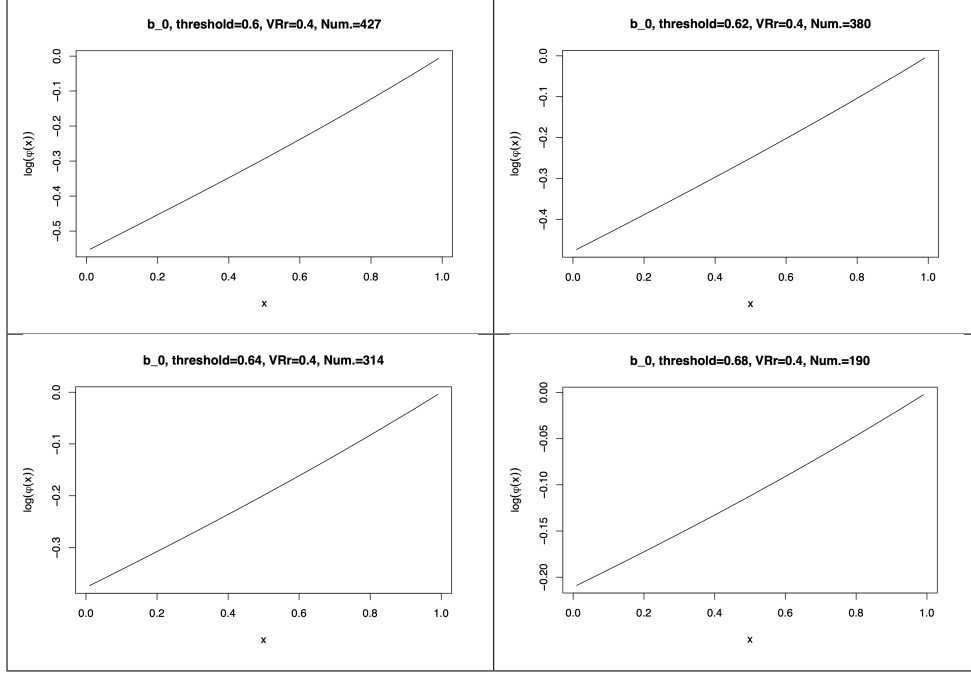 b_0, threshold=0.6, VRr=0.4, Num.=427
log(φ(x))
0.0
−0.1
−0.2
−0.3
−0.4
−0.5
0.0 0.2 0.4 0.6 0.8 1.0
x
b_0, threshold=0.62, VRr=0.4, Num.=380
log(φ(x))
0.0
−0.1
−0.2
−0.3
−0.4
0.0 0.2 0.4 0.6 0.8 1.0
x
b_0, threshold=0.64, VRr=0.4, Num.=314
log(φ(x))
0.0
−0.1
−0.2
−0.3
0.0 0.2 0.4 0.6 0.8 1.0
x
b_0, threshold=0.68, VRr=0.4, Num.=190
log(φ(x))
0.00
−0.05
−0.10
−0.15
−0.20
0.0 0.2 0.4 0.6 0.8 1.0
x